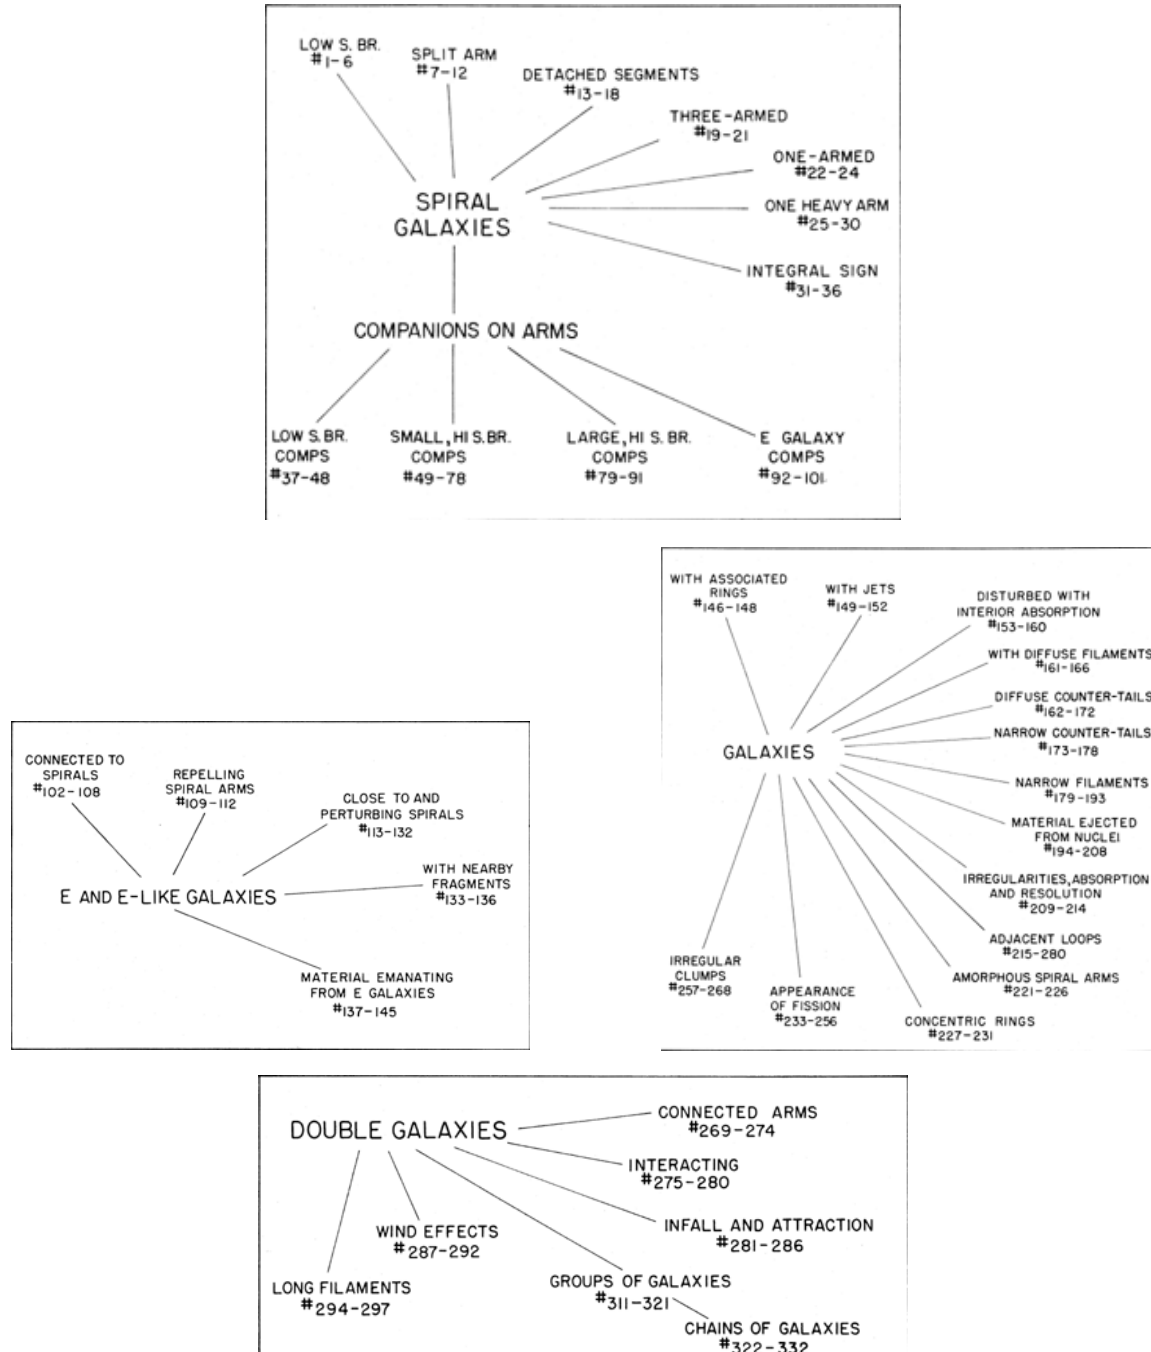 LOW S. BR.
#1-6
SPLIT ARM
#7-12
DETACHED SEGMENTS
#13-18
THREE-ARMED
#19-21
ONE-ARMED
#22-24
ONE HEAVY ARM
#25-30
INTEGRAL SIGN
#31-36
SPIRAL
GALAXIES
COMPANIONS ON ARMS
LOW S. BR.
COMPS
#37-48
SMALL, HI S. BR.
COMPS
#49-78
LARGE, HI S. BR.
COMPS
#79-91
E GALAXY
COMPS
#92-101
WITH ASSOCIATED
RINGS
#146-148
WITH JETS
#149-152
DISTURBED WITH
INTERIOR ABSORPTION
#153-160
WITH DIFFUSE FILAMENTS
#161-166
DIFFUSE COUNTER-TAILS
#162-172
NARROW COUNTER-TAILS
#173-178
GALAXIES
NARROW FILAMENTS
#179-193
MATERIAL EJECTED
FROM NUCLEI
#194-208
IRREGULARITIES, ABSORPTION
AND RESOLUTION
#209-214
ADJACENT LOOPS
#215-280
AMORPHOUS SPIRAL ARMS
#221-226
CONCENTRIC RINGS
#227-231
APPEARANCE
OF FISSION
#233-256
IRREGULAR
CLUMPS
#257-268
CONNECTED TO
SPIRALS
#102-108
REPELLING
SPIRAL ARMS
#109-112
CLOSE TO AND
PERTURBING SPIRALS
#113-132
WITH NEARBY
FRAGMENTS
#133-136
E AND E-LIKE GALAXIES
MATERIAL EMANATING
FROM E GALAXIES
#137-145
DOUBLE GALAXIES
CONNECTED ARMS
#269-274
INTERACTING
#275-280
INFALL AND ATTRACTION
#281-286
WIND EFFECTS
#287-292
LONG FILAMENTS
#294-297
GROUPS OF GALAXIES
#311-321
CHAINS OF GALAXIES
#322-332